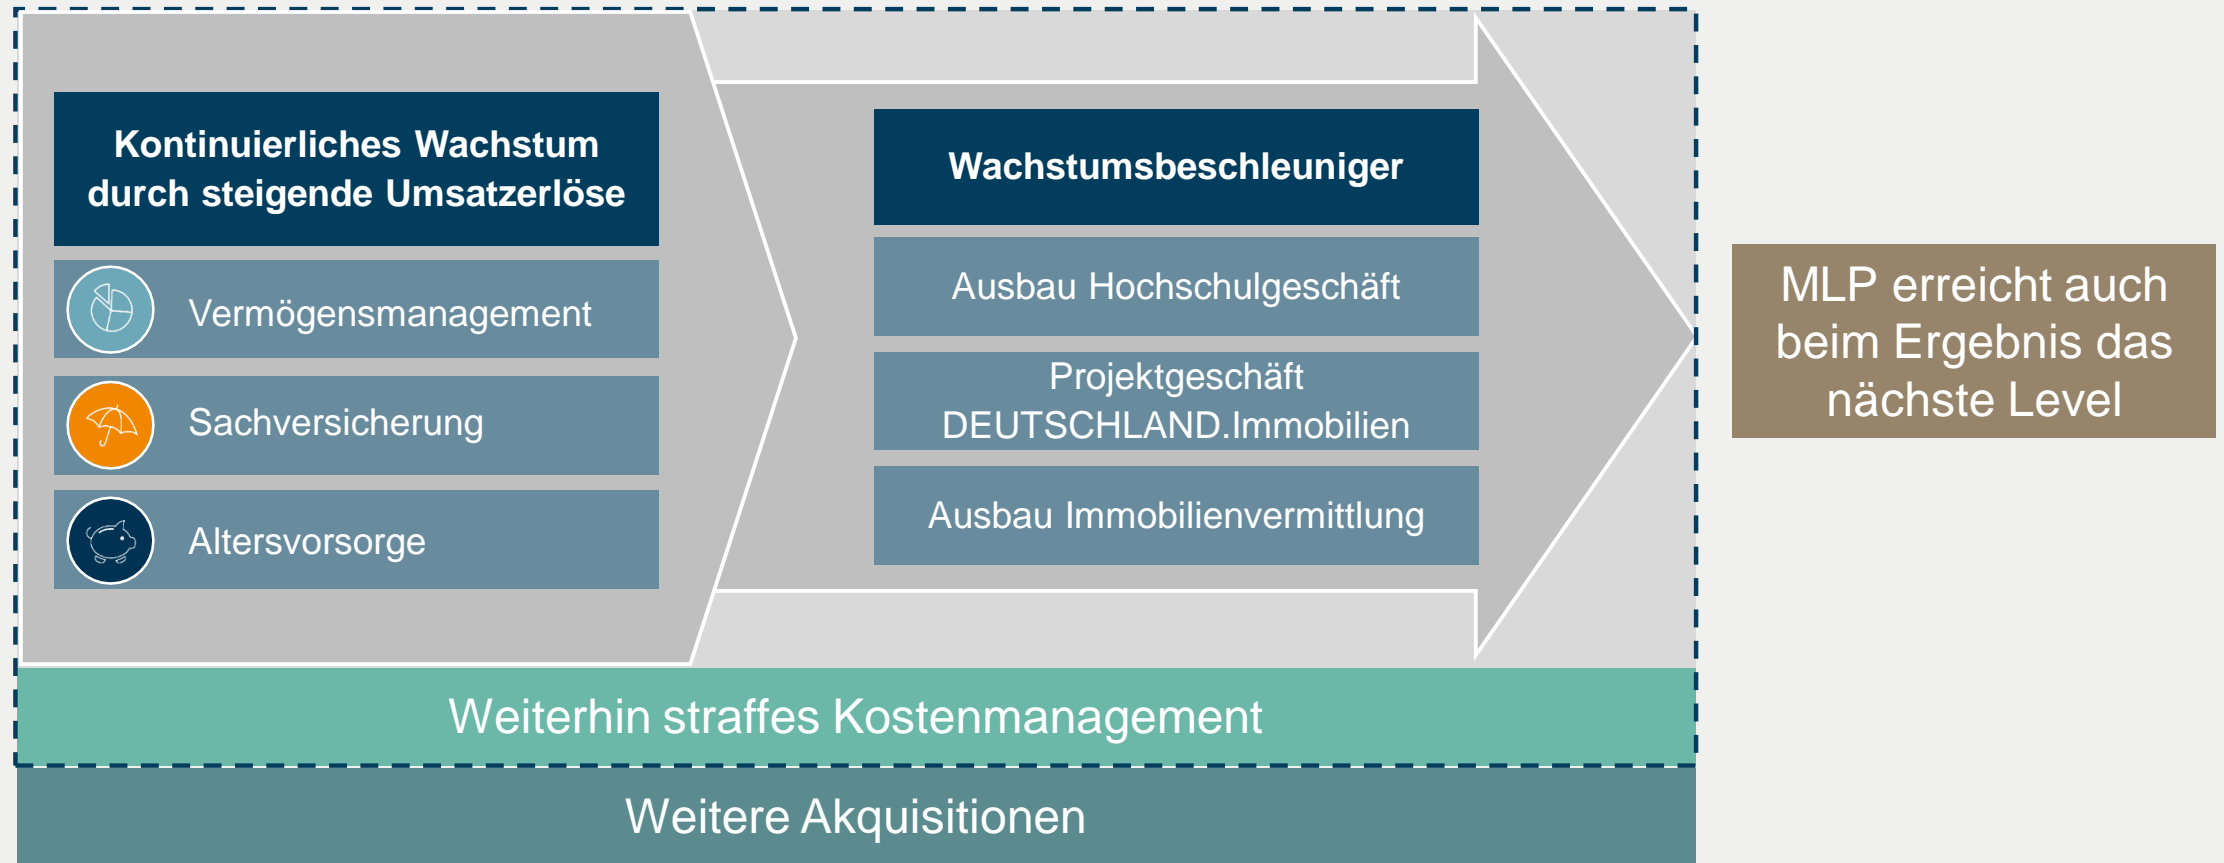 Kontinuierliches Wachstum
durch steigende Umsatzerlöse
Vermögensmanagement
Sachversicherung
Altersvorsorge
Wachstumsbeschleuniger
Ausbau Hochschulgeschäft
Projektgeschäft
DEUTSCHLAND.Immobilien
Ausbau Immobilienvermittlung
MLP erreicht auch
beim Ergebnis das
nächste Level
Weiterhin straffes Kostenmanagement
Weitere Akquisitionen